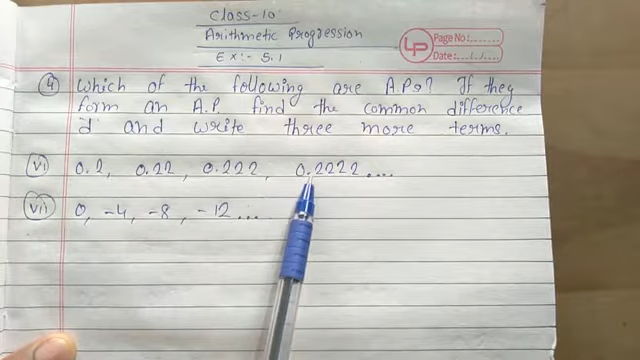 Class-10
Arithmetic Progression
Ex:- 5.1
LP
Page No:.......
Date: ..../..../....
4 Which of the following are A.Ps? If they
form an A.P. find the common difference
'd' and write three more terms.
vi 0.2, 0.22, 0.222, 0.2222....
vii 0, -4, -8, -12...